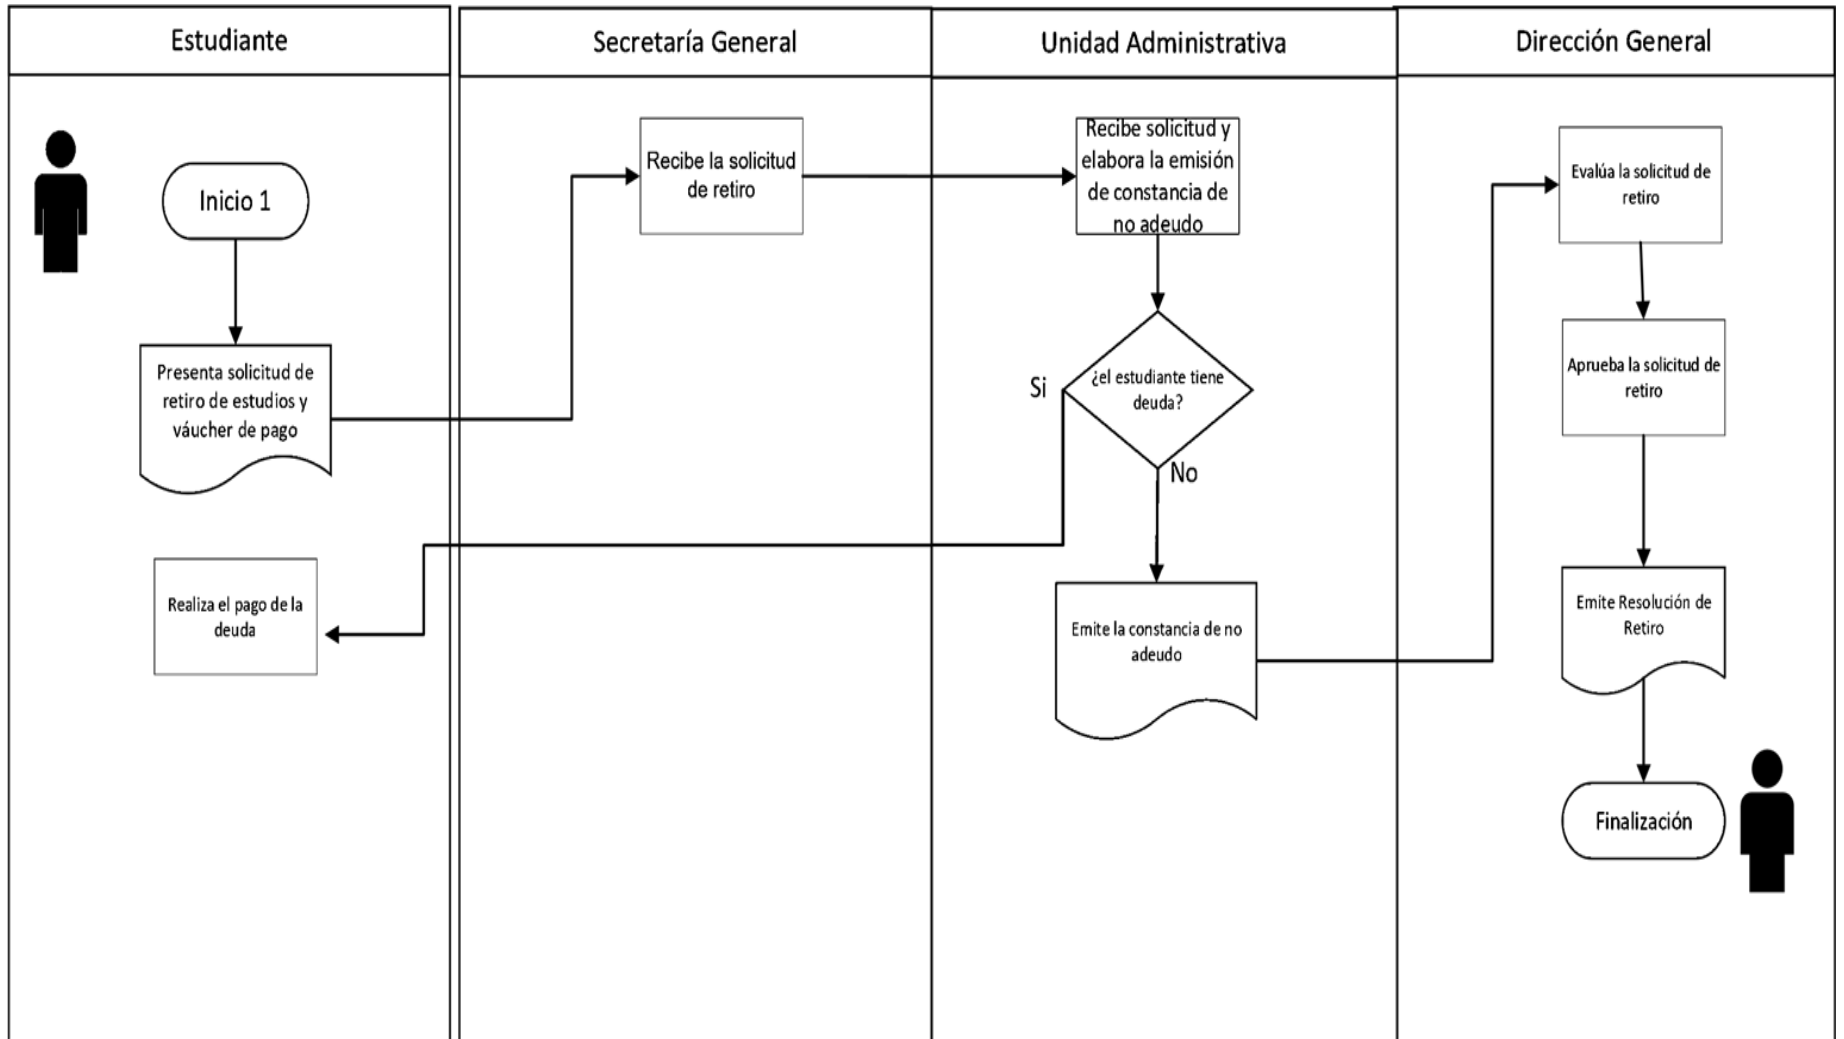 Estudiante
Secretaría General
Unidad Administrativa
Dirección General
Inicio 1
Presenta solicitud de
retiro de estudios y
váucher de pago
Realiza el pago de la
deuda
Recibe la solicitud
de retiro
Recibe solicitud y
elabora la emisión
de constancia de
no adeudo
¿el estudiante tiene
deuda?
Si
No
Emite la constancia de no
adeudo
Evalúa la solicitud de
retiro
Aprueba la solicitud de
retiro
Emite Resolución de
Retiro
Finalización